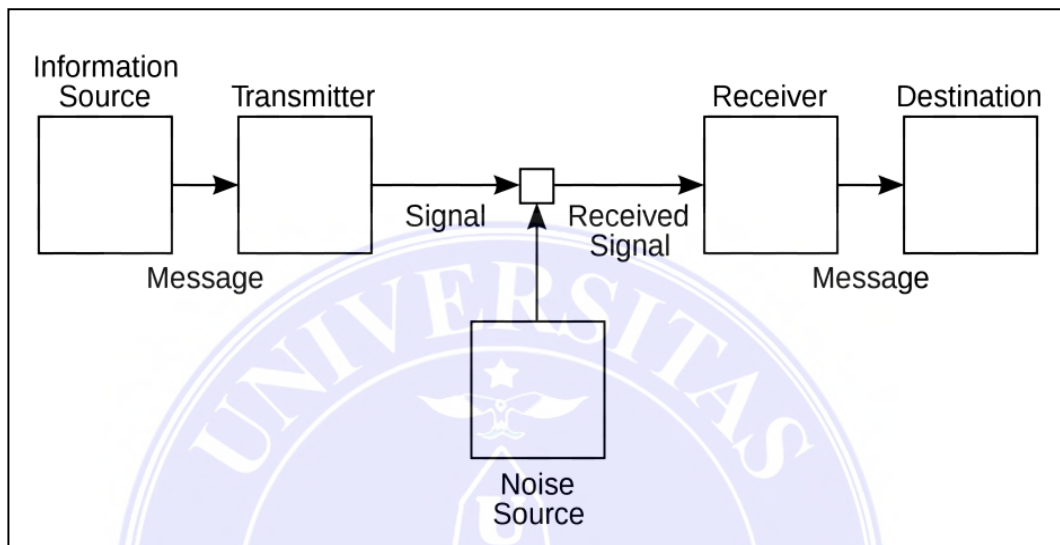 Information
Source
Transmitter
Receiver
Destination
Signal
Received
Signal
Message
Message
Noise
Source
UNIVERSITAS
U